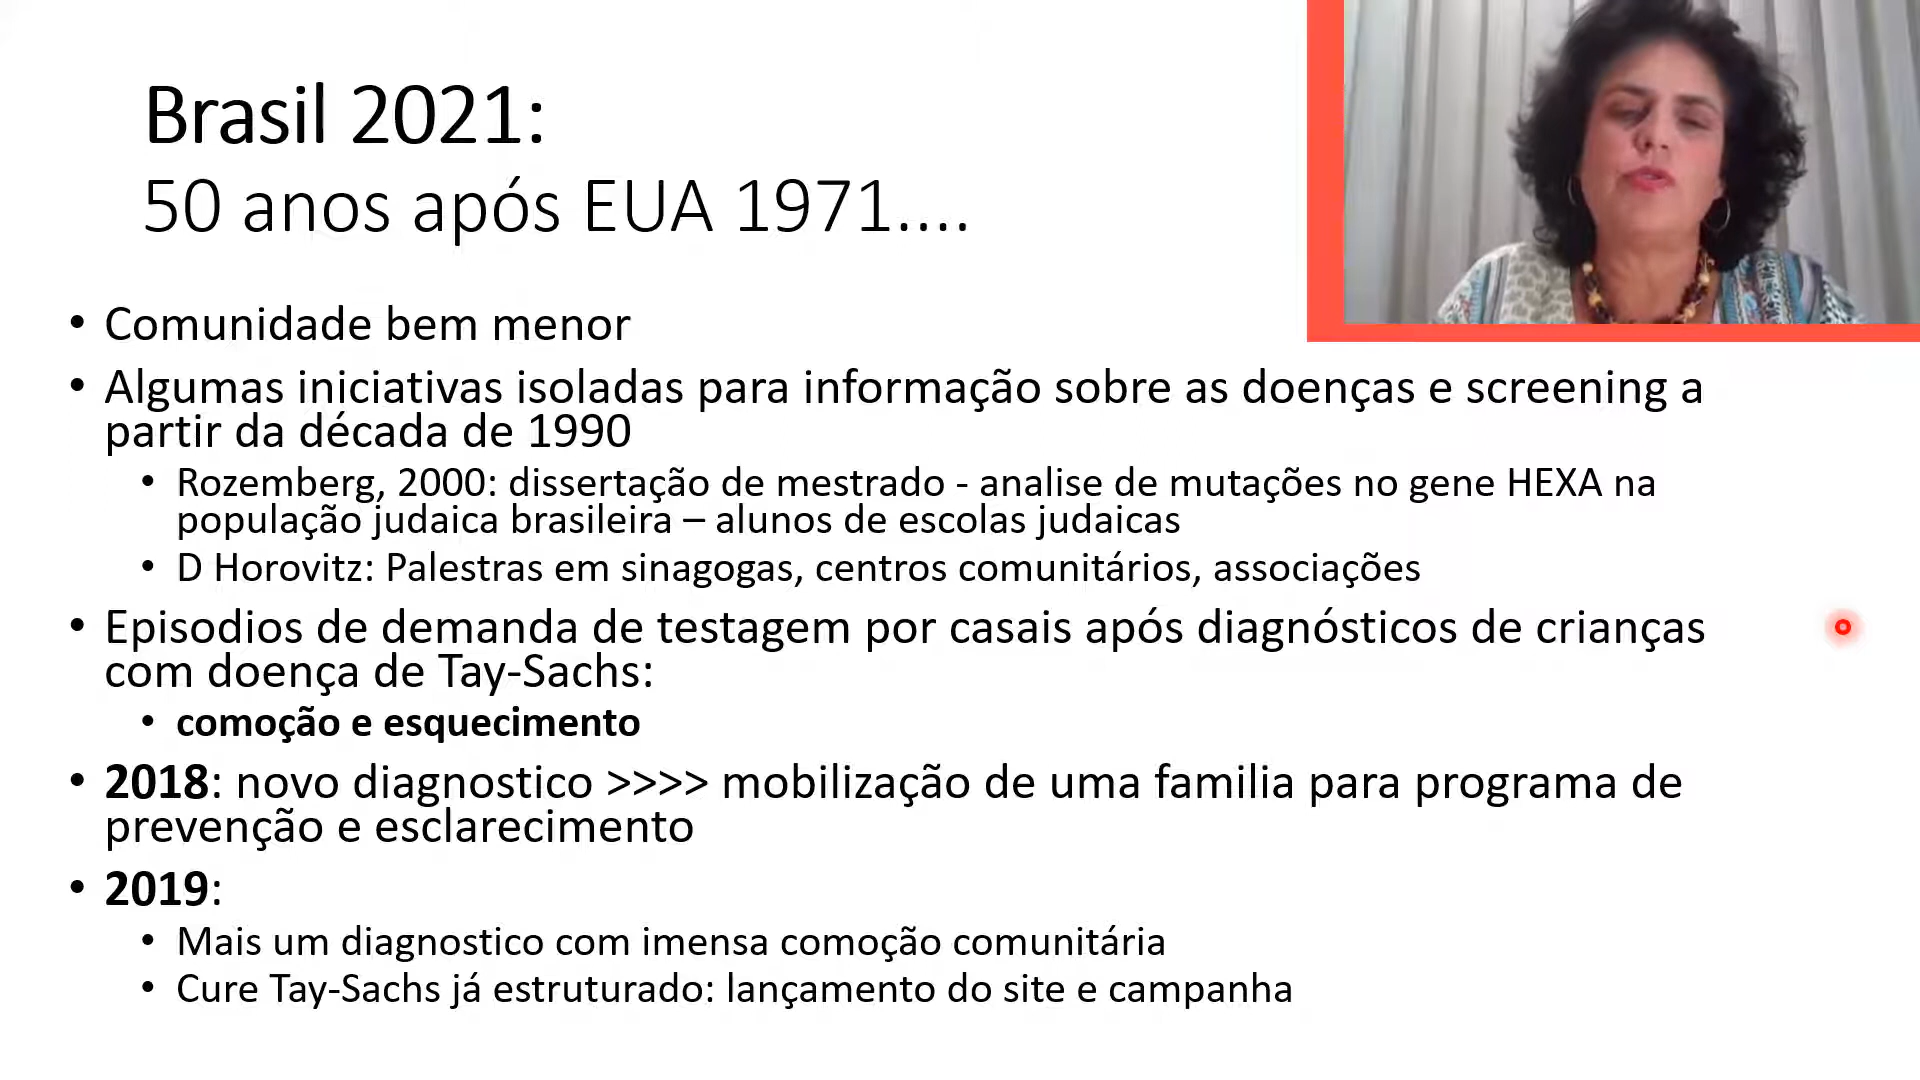 Brasil 2021:
50 anos após EUA 1971....
• Comunidade bem menor
• Algumas iniciativas isoladas para informação sobre as doenças e screening a
partir da década de 1990
• Rozemberg, 2000: dissertação de mestrado - analise de mutações no gene HEXA na
população judaica brasileira – alunos de escolas judaicas
• D Horovitz: Palestras em sinagogas, centros comunitários, associações
• Episodios de demanda de testagem por casais após diagnósticos de crianças
com doença de Tay-Sachs:
• comoção e esquecimento
• 2018: novo diagnostico >>>> mobilização de uma familia para programa de
prevenção e esclarecimento
• 2019:
• Mais um diagnostico com imensa comoção comunitária
• Cure Tay-Sachs já estruturado: lançamento do site e campanha